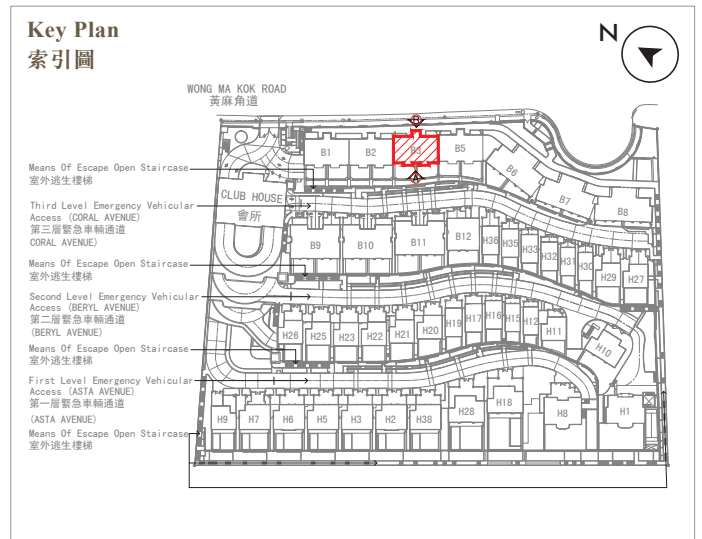 Key Plan
索引圖
N
WONG MA KOK ROAD
黃麻角道
Means Of Escape Open Staircase
室外逃生樓梯
Third Level Emergency Vehicular
Access (CORAL AVENUE)
第三層緊急車輛通道
CORAL AVENUE)
Means Of Escape Open Staircase
室外逃生樓梯
Second Level Emergency Vehicular
Access (BERYL AVENUE)
第二層緊急車輛通道
(BERYL AVENUE)
Means Of Escape Open Staircase
室外逃生樓梯
First Level Emergency Vehicular
Access (ASTA AVENUE)
第一層緊急車輛通道
(ASTA AVENUE)
Means Of Escape Open Staircase
室外逃生樓梯
CLUB HOUSE
會所
B1
B2
B3
B5
B6
B7
B8
A
B9
B10
B11
B12
H36
H35
H33
H32
H31
H30
H29
H27
H26
H25
H23
H22
H21
H20
H19
H17
H16
H15
H12
H11
H10
H9
H7
H6
H5
H3
H2
H38
H28
H18
H8
H1